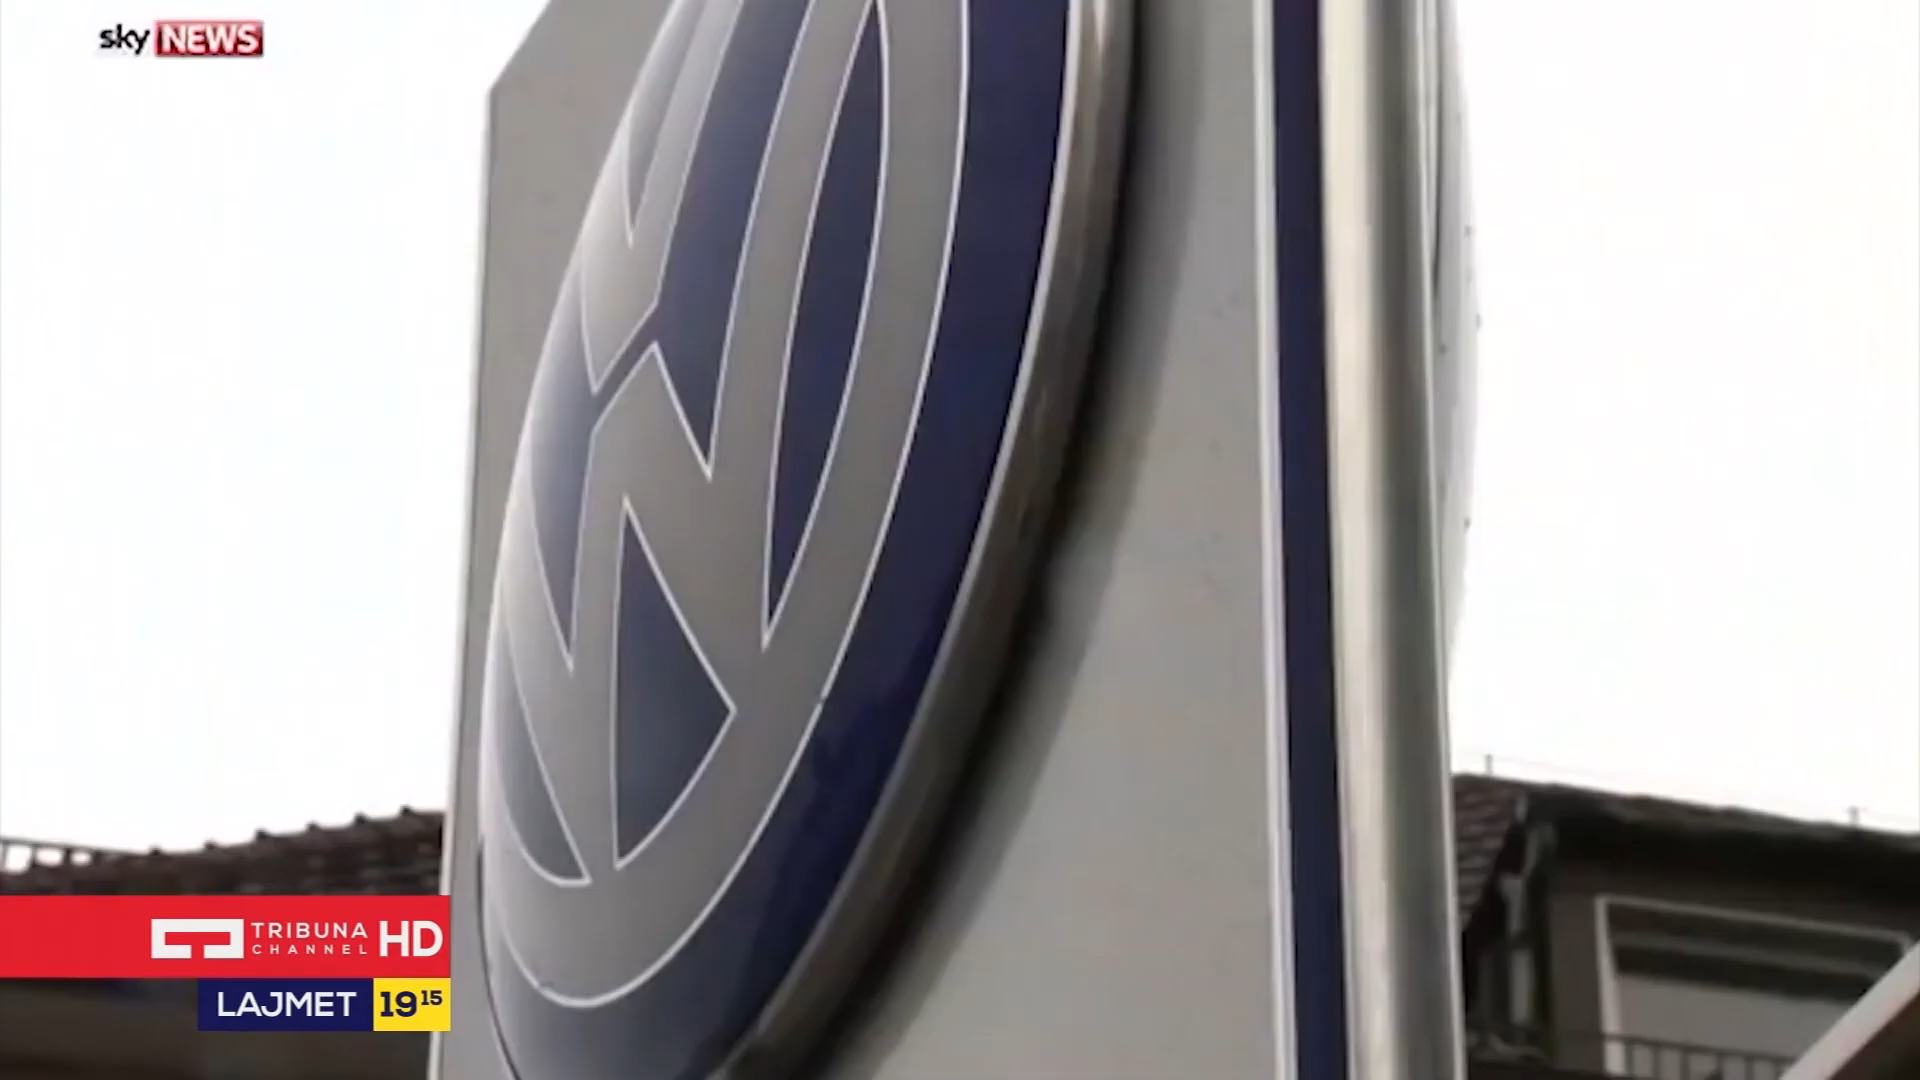 sky NEWS
TRIBUNA
CHANNEL
HD
LAJMET 19 15